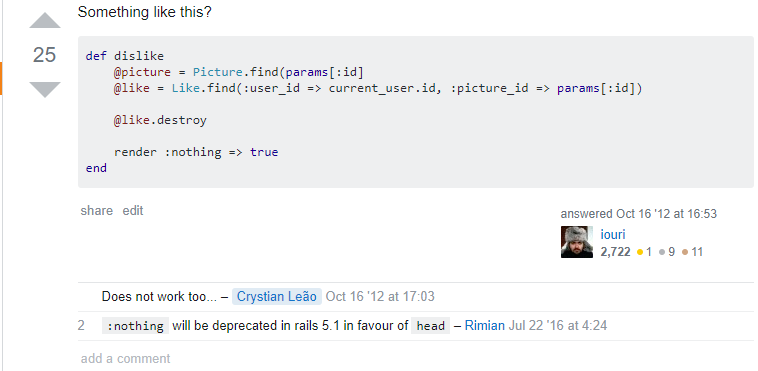 Something like this?
25
def dislike
    @picture = Picture.find(params[:id]
    @like = Like.find(:user_id => current_user.id, :picture_id => params[:id])
    @like.destroy
    render :nothing => true
end
share edit
answered Oct 16 '12 at 16:53
iouri
2,722 ●1 ●9 ●11
Does not work too... – Crystian Leão Oct 16 '12 at 17:03
2 :nothing will be deprecated in rails 5.1 in favour of head – Rimian Jul 22 '16 at 4:24
add a comment